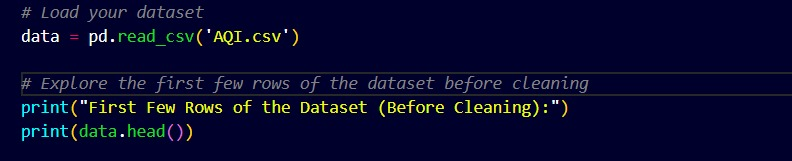 # Load your dataset
data = pd.read_csv('AQI.csv')
# Explore the first few rows of the dataset before cleaning
print("First Few Rows of the Dataset (Before Cleaning):")
print(data.head())